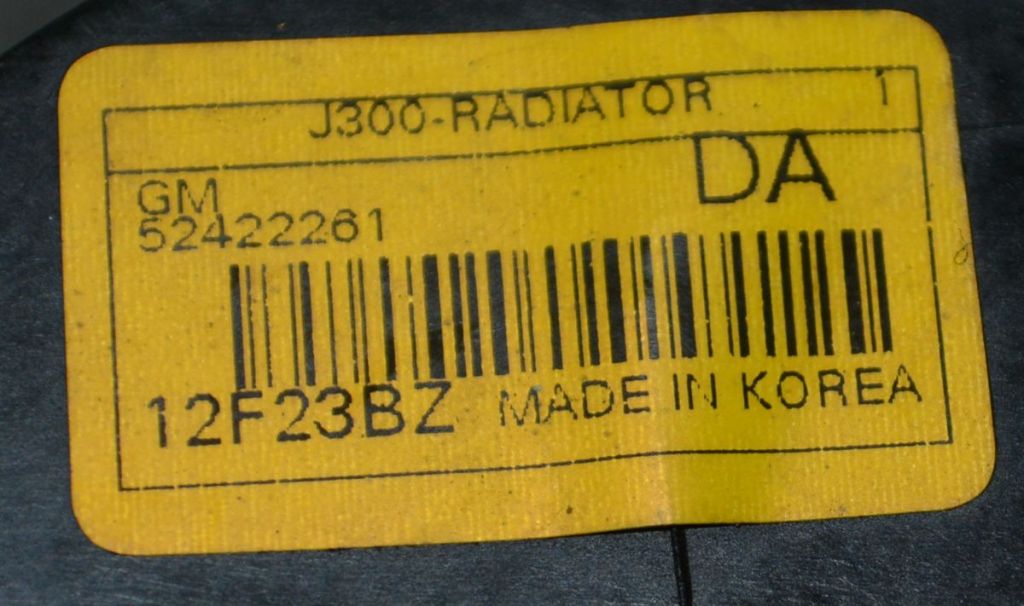 J300-RADIATOR 1
GM DA
52422261
12F23BZ MADE IN KOREA